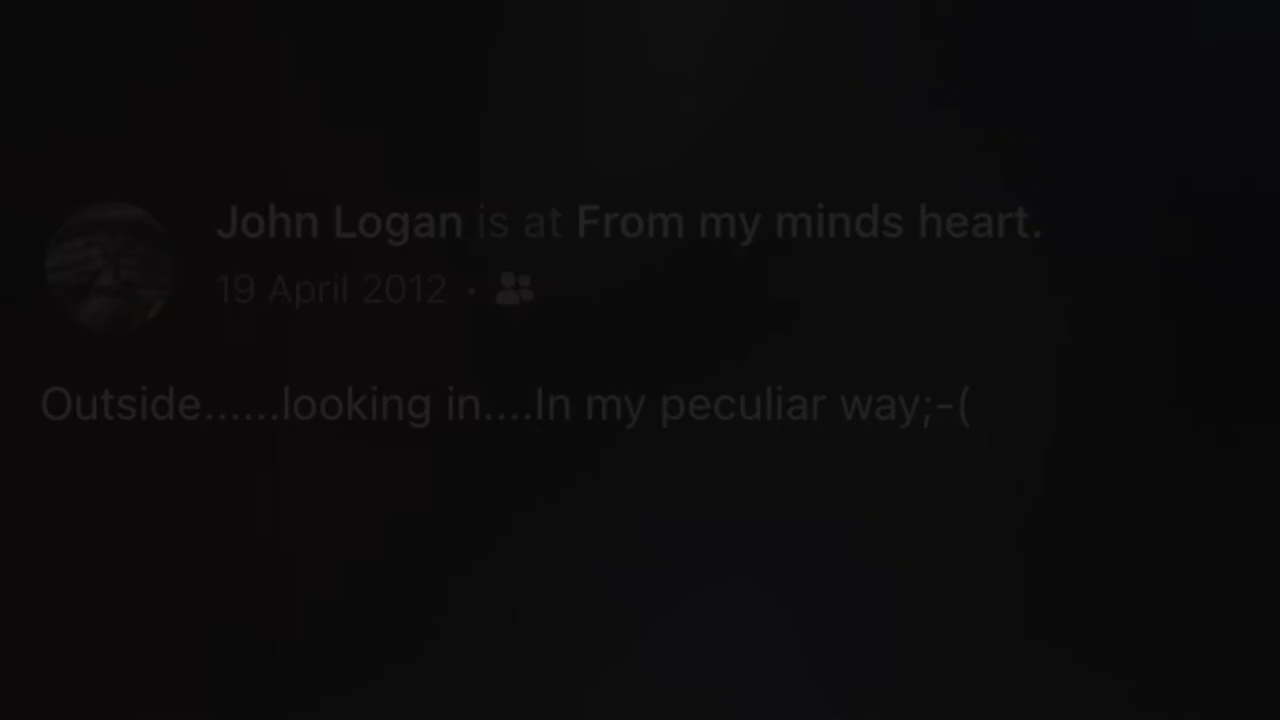 John Logan is at From my minds heart.
19 April 2012 ·
Outside......looking in....In my peculiar way;-(